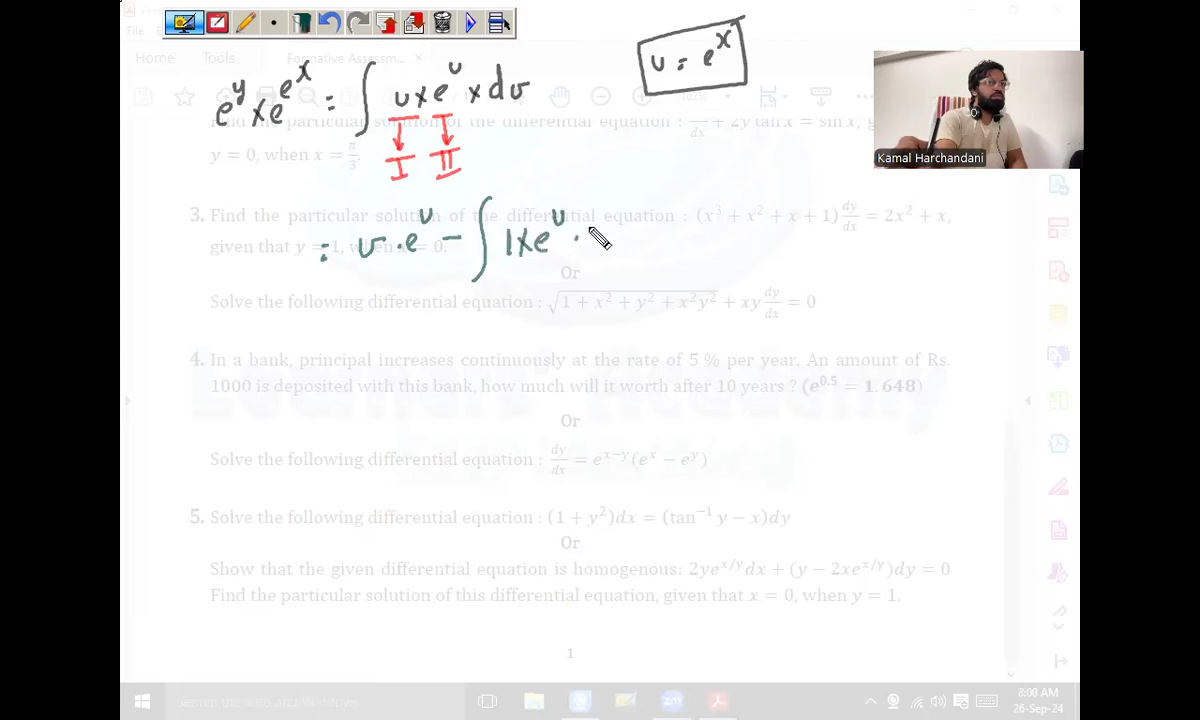 Home Tools Formative Assessm... ×
υ = e^x
e^y × e^{e^x} = ∫ υ × e^υ × dυ
I II
Find the particular solution of the differential equation : dy/dx + 2y tan x = sin x,
y = 0, when x = π/3.
= υ · e^υ − ∫ 1 × e^υ ·
3. Find the particular solution of the differential equation : (x³ + x² + x + 1) dy/dx = 2x² + x,
given that y = 1, when x = 0.
Or
Solve the following differential equation : √(1 + x² + y² + x²y²) + xy dy/dx = 0
4. In a bank, principal increases continuously at the rate of 5 % per year. An amount of Rs.
1000 is deposited with this bank, how much will it worth after 10 years ? (e^0.5 = 1.648)
Or
Solve the following differential equation : dy/dx = e^{x−y}(e^x − e^y)
5. Solve the following differential equation : (1 + y²)dx = (tan⁻¹ y − x)dy
Or
Show that the given differential equation is homogenous: 2ye^{x/y}dx + (y − 2xe^{x/y})dy = 0
Find the particular solution of this differential equation, given that x = 0, when y = 1.
1
Kamal Harchandani
Search the web and Windows
8:00 AM
26-Sep-24